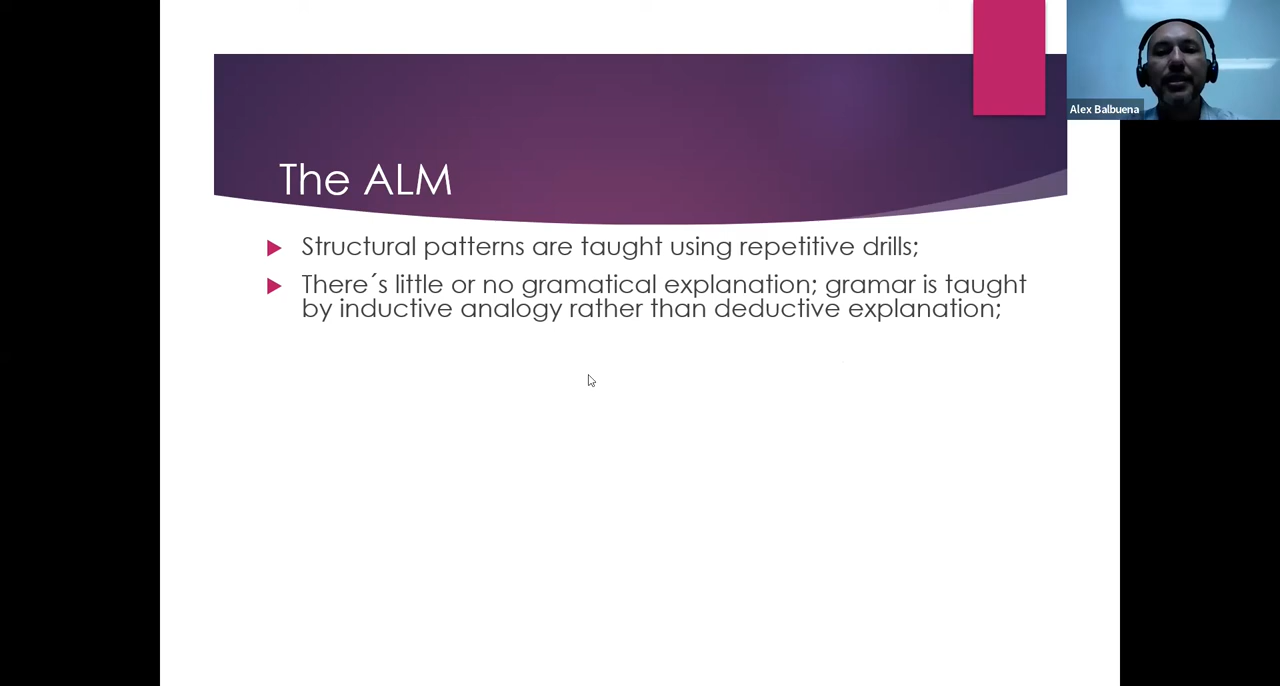 Alex Balbuena
The ALM
Structural patterns are taught using repetitive drills;
There´s little or no gramatical explanation; gramar is taught
by inductive analogy rather than deductive explanation;